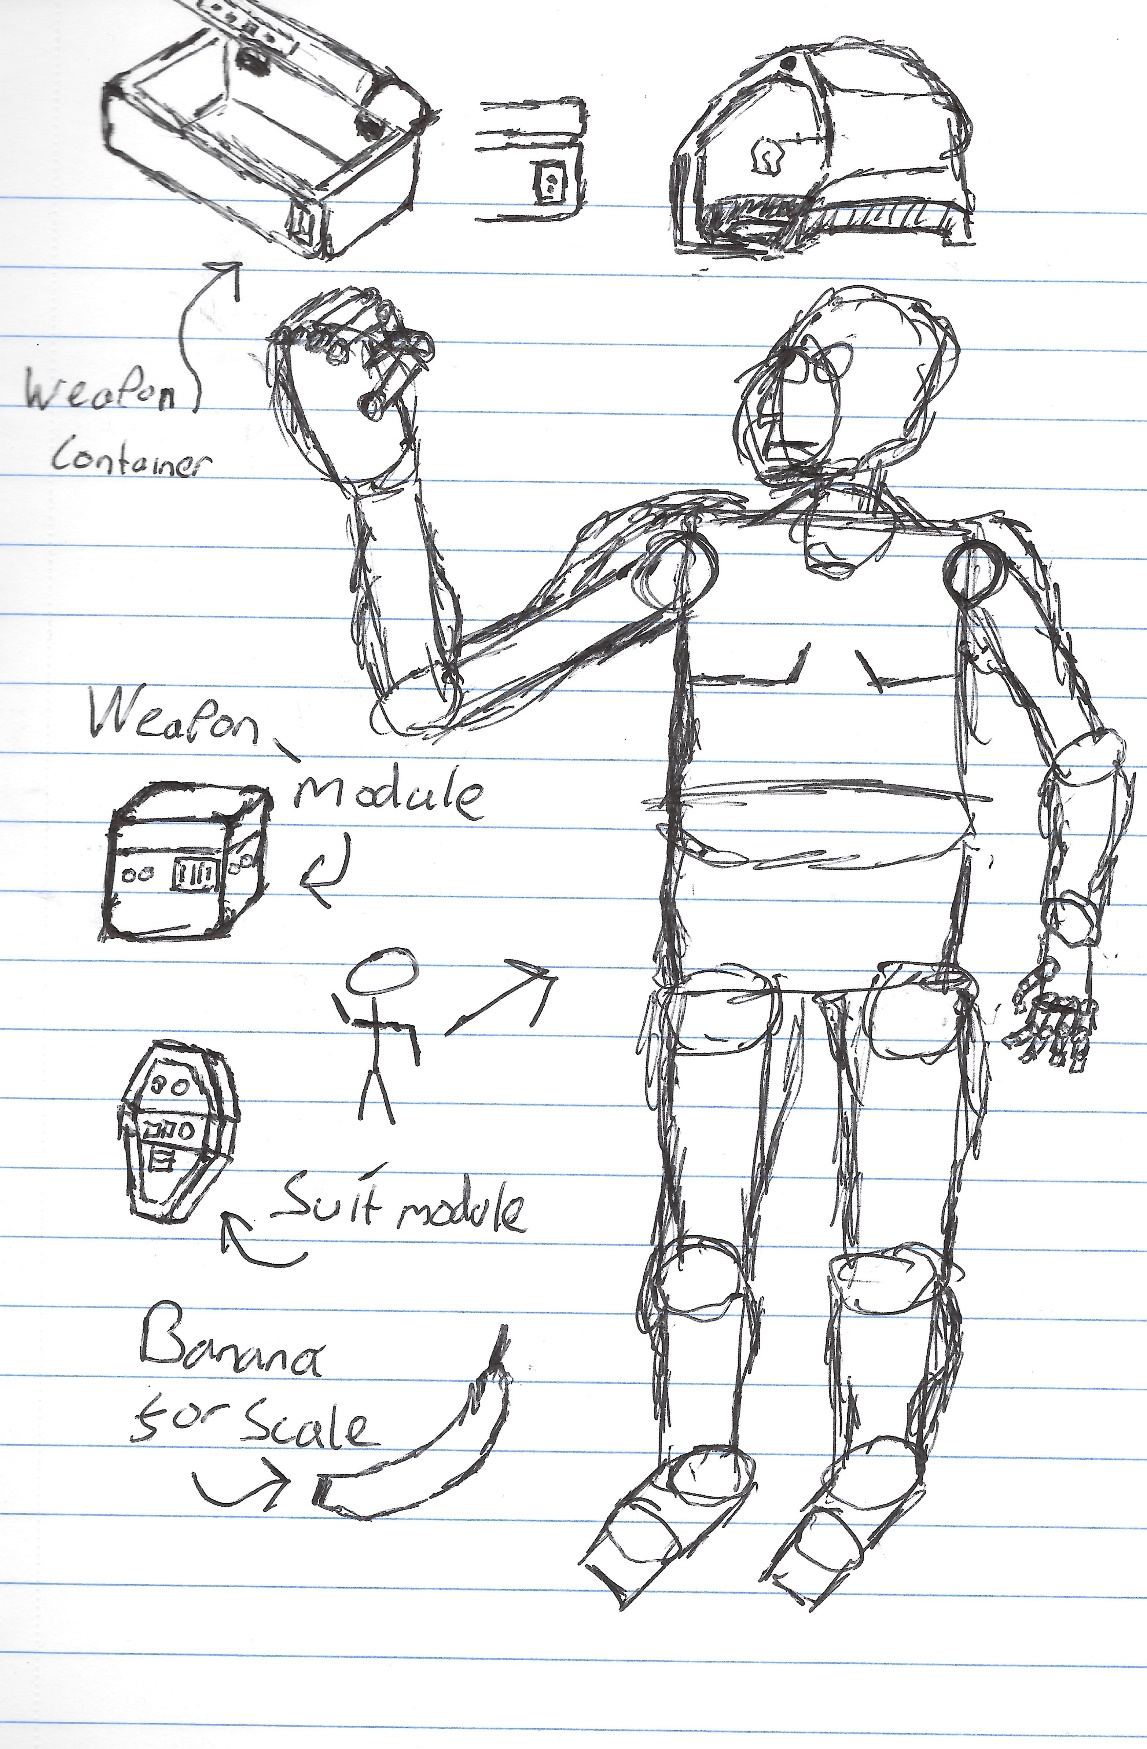 Weapon
Container
Weapon
Module
Suit module
Banana
for Scale